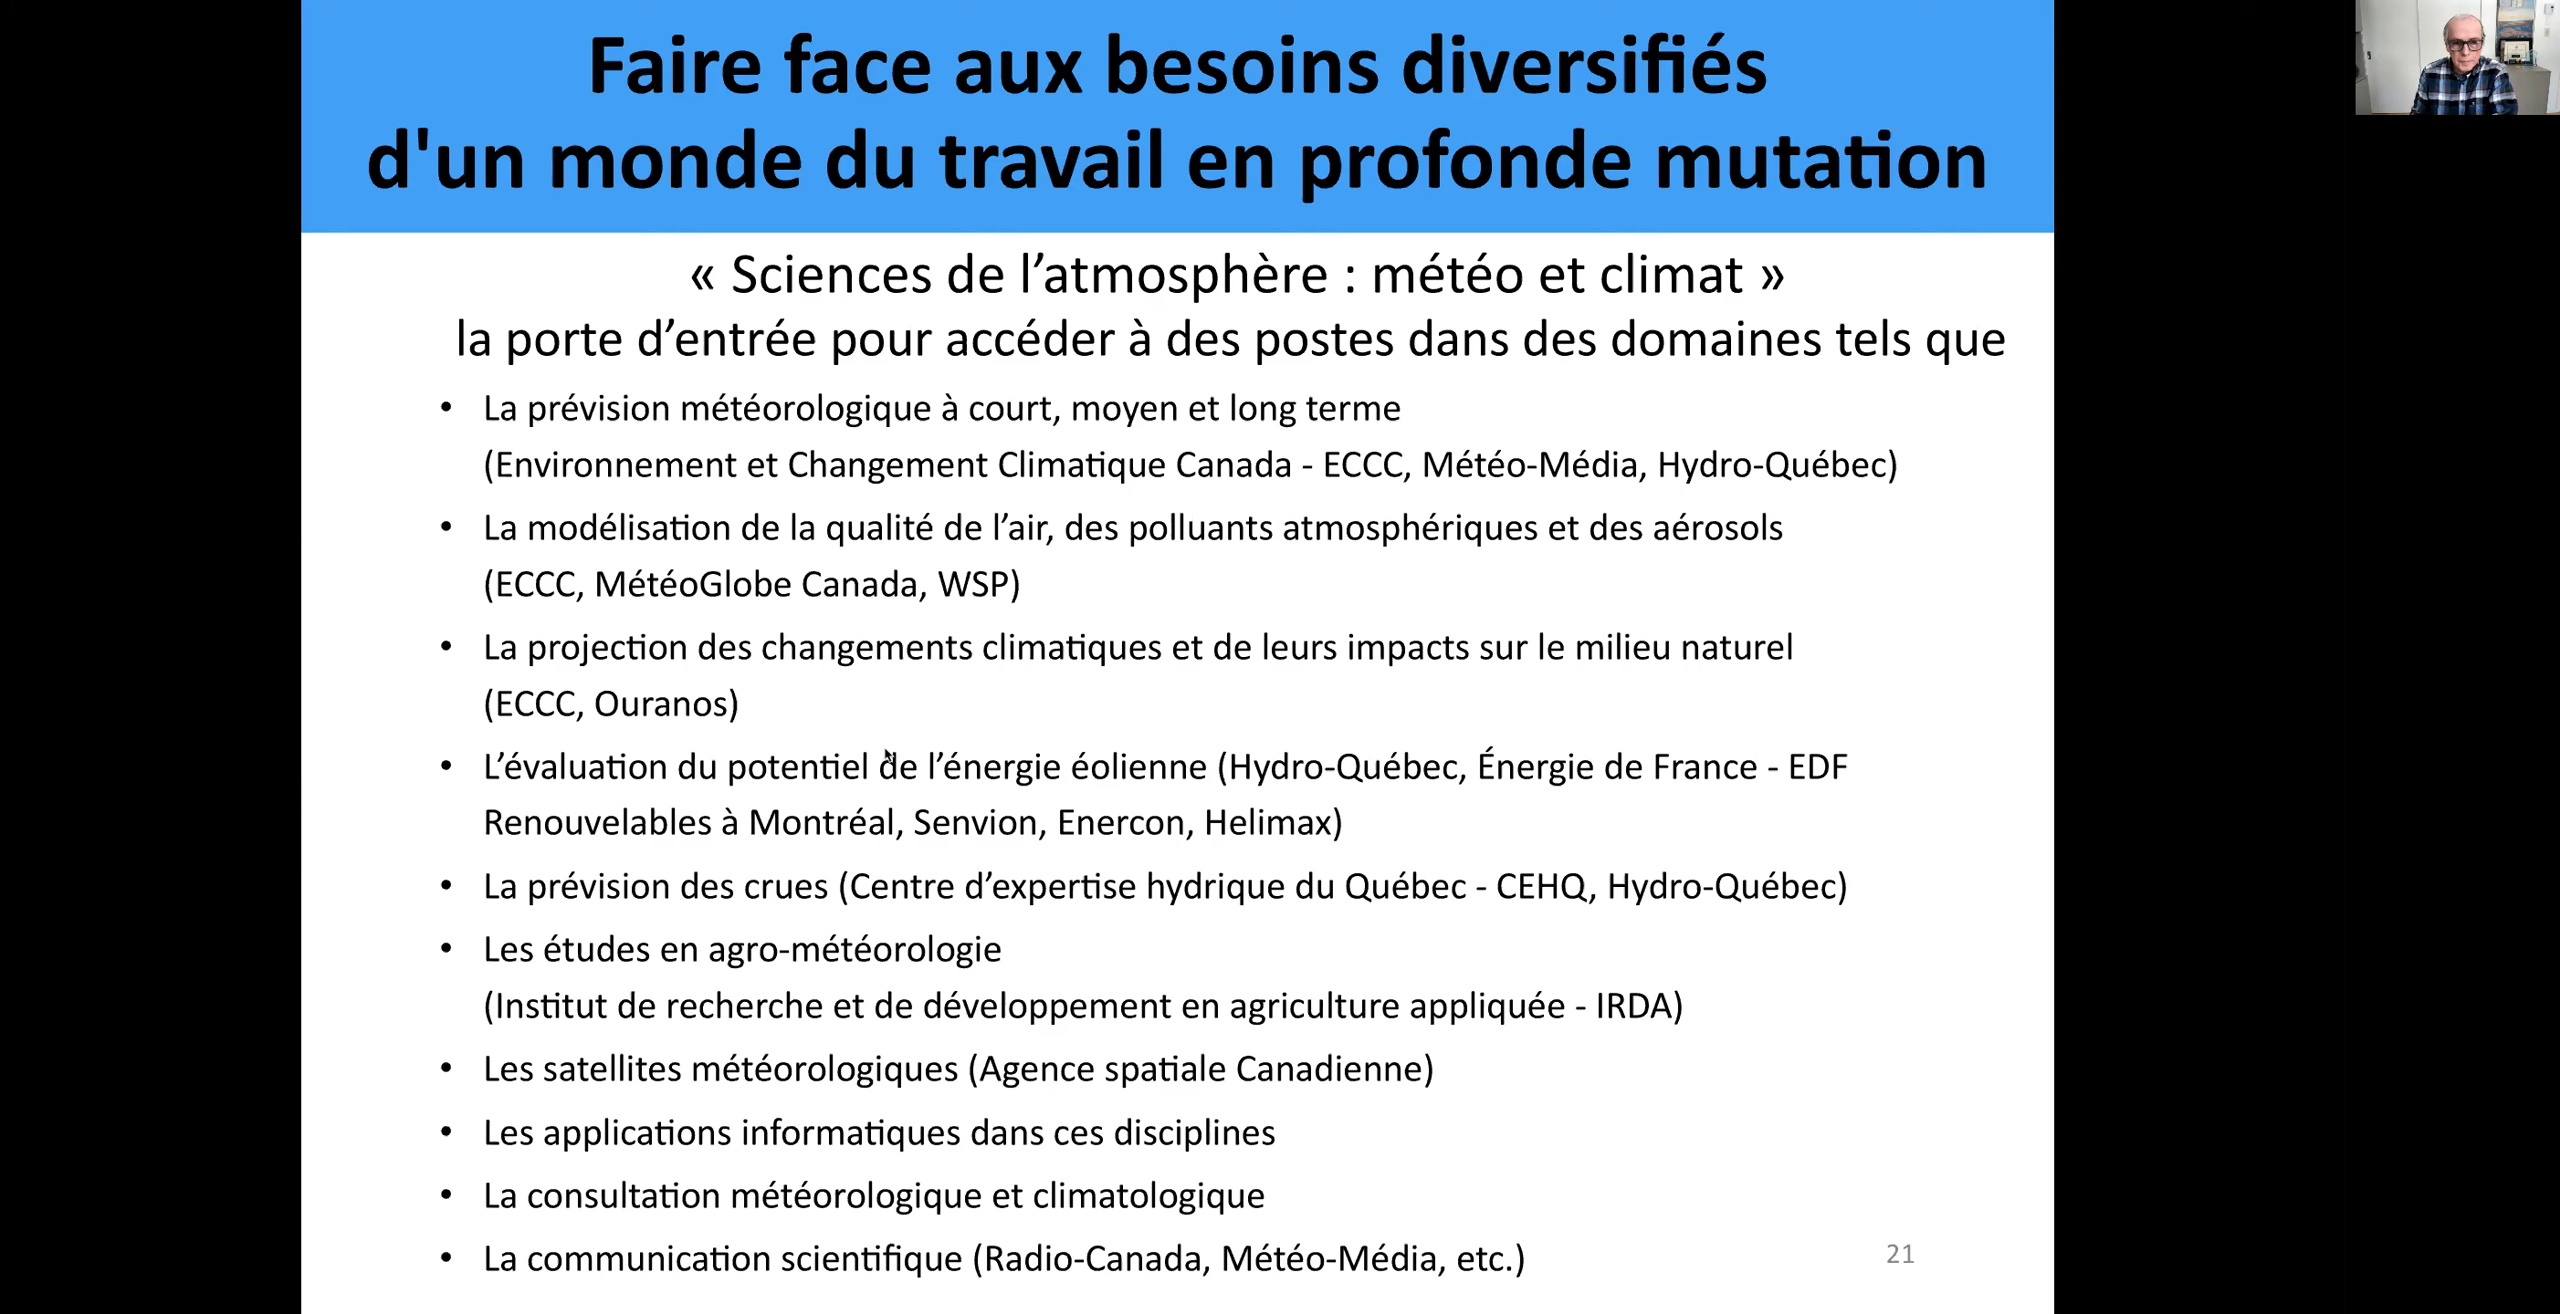 Faire face aux besoins diversifiés
d'un monde du travail en profonde mutation
« Sciences de l’atmosphère : météo et climat »
la porte d’entrée pour accéder à des postes dans des domaines tels que
• La prévision météorologique à court, moyen et long terme
(Environnement et Changement Climatique Canada - ECCC, Météo-Média, Hydro-Québec)
• La modélisation de la qualité de l’air, des polluants atmosphériques et des aérosols
(ECCC, MétéoGlobe Canada, WSP)
• La projection des changements climatiques et de leurs impacts sur le milieu naturel
(ECCC, Ouranos)
• L’évaluation du potentiel de l’énergie éolienne (Hydro-Québec, Énergie de France - EDF
Renouvelables à Montréal, Senvion, Enercon, Helimax)
• La prévision des crues (Centre d’expertise hydrique du Québec - CEHQ, Hydro-Québec)
• Les études en agro-météorologie
(Institut de recherche et de développement en agriculture appliquée - IRDA)
• Les satellites météorologiques (Agence spatiale Canadienne)
• Les applications informatiques dans ces disciplines
• La consultation météorologique et climatologique
• La communication scientifique (Radio-Canada, Météo-Média, etc.)
21